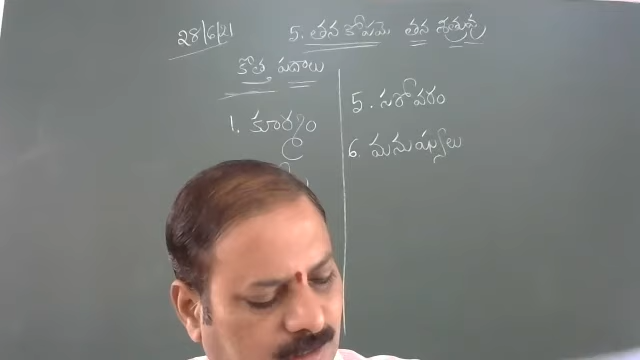 28/6/21
5. తన కోపమె తన శత్రువు
కొత్త పదాలు
1. కూర్మం
5. సరోవరం
6. మనుష్యులు